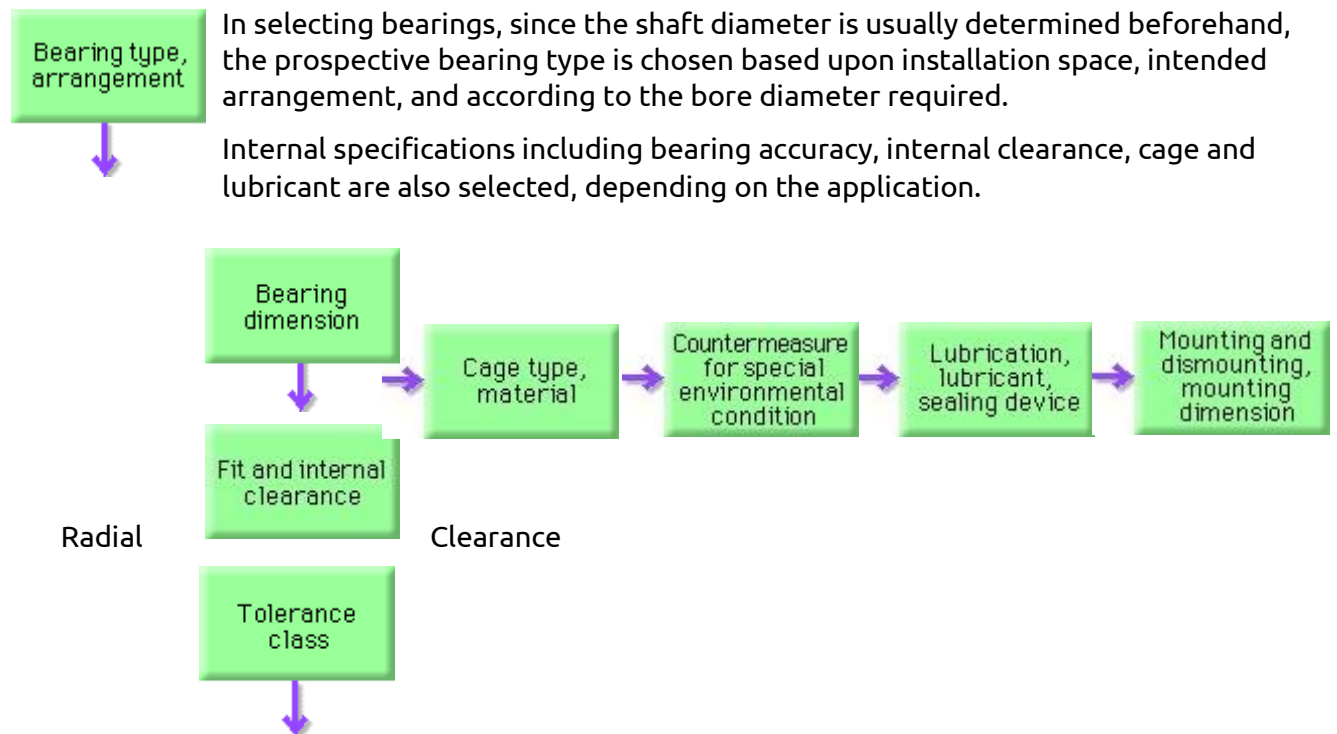 Bearing type,
arrangement
In selecting bearings, since the shaft diameter is usually determined beforehand,
the prospective bearing type is chosen based upon installation space, intended
arrangement, and according to the bore diameter required.
Internal specifications including bearing accuracy, internal clearance, cage and
lubricant are also selected, depending on the application.
Bearing
dimension
Cage type,
material
Countermeasure
for special
environmental
condition
Lubrication,
lubricant,
sealing device
Mounting and
dismounting,
mounting
dimension
Fit and internal
clearance
Radial
Clearance
Tolerance
class